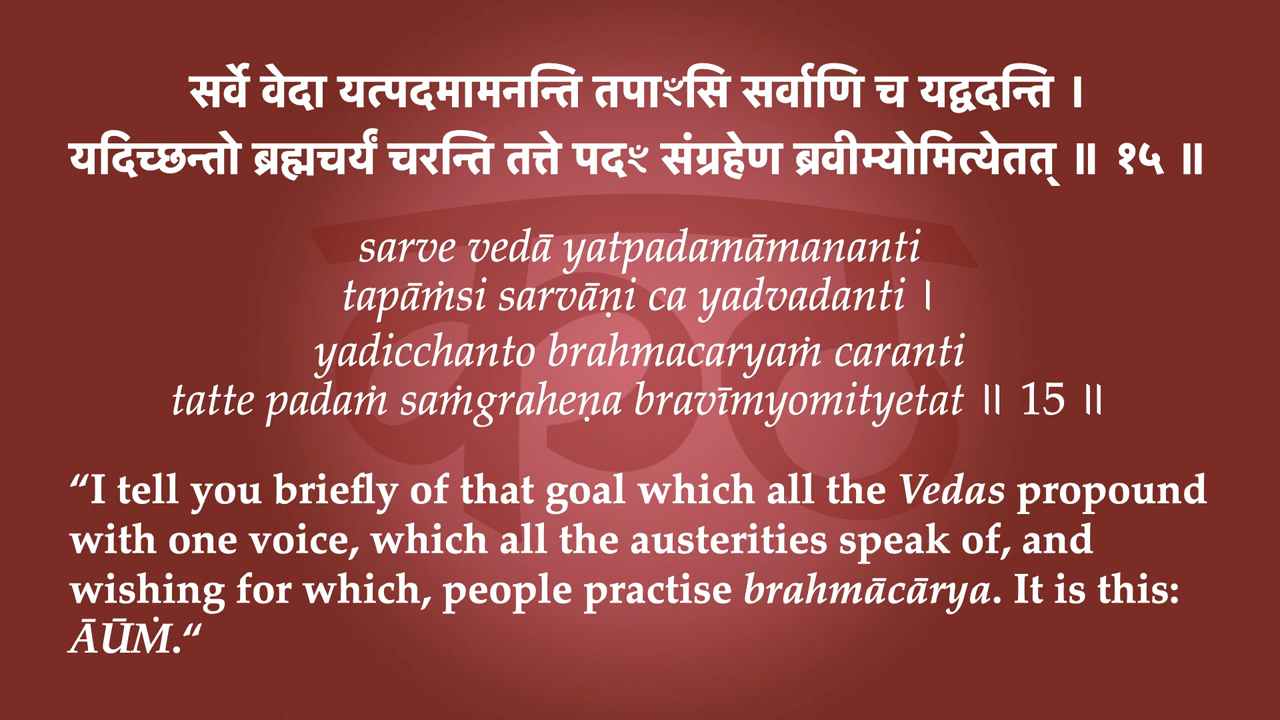 सर्वे वेदा यत्पदमामनन्ति तपाꣳसि सर्वाणि च यद्वदन्ति ।
यदिच्छन्तो ब्रह्मचर्यं चरन्ति तत्ते पदꣳ संग्रहेण ब्रवीम्योमित्येतत् ॥ १५ ॥
sarve vedā yatpadamāmananti
tapāṁsi sarvāṇi ca yadvadanti ।
yadicchanto brahmacaryaṁ caranti
tatte padaṁ saṁgraheṇa bravīmyomityetat ॥ 15 ॥
“I tell you briefly of that goal which all the Vedas propound
with one voice, which all the austerities speak of, and
wishing for which, people practise brahmācārya. It is this:
ĀŪṀ.“
कठ